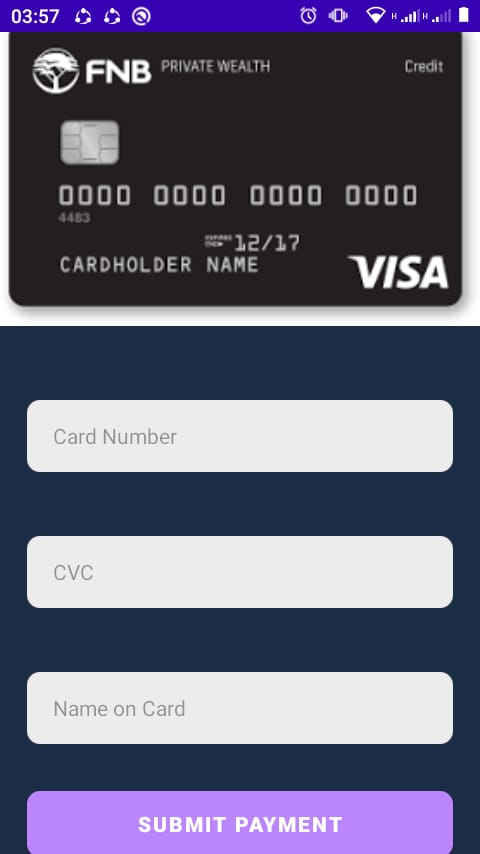 03:57
H H
FNB PRIVATE WEALTH Credit
0000 0000 0000 0000
4483
12/17
CARDHOLDER NAME
VISA
Card Number
CVC
Name on Card
SUBMIT PAYMENT